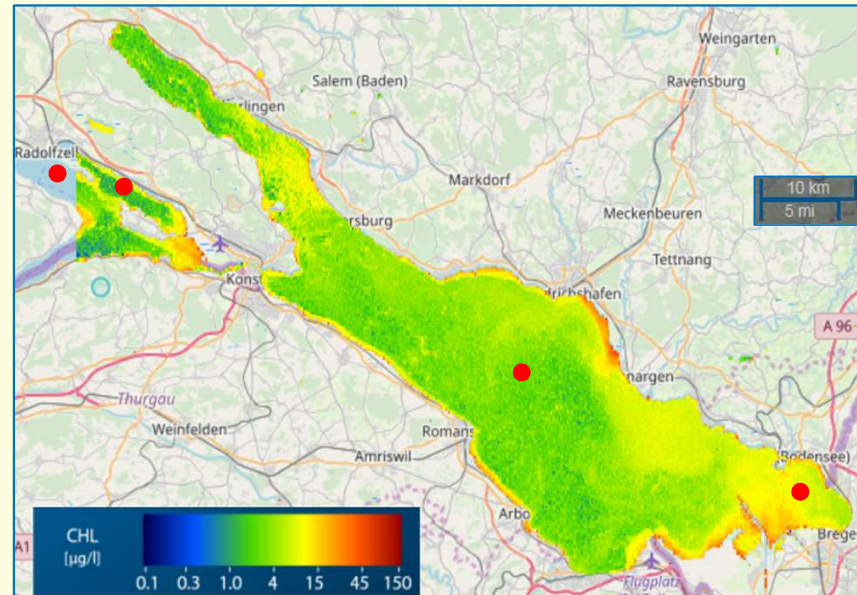 Weingarten
Salem (Baden)
Ravensburg
Radolfzell
Markdorf
10 km
5 mi
Meckenbeuren
Tettnang
Konst
A 96
Thurgau
Weinfelden
Romans
Amriswil
(Bodensee)
Arbo
Brege
CHL
[µg/l]
A1
0.1 0.3 1.0 4 15 45 150
Flugplatz